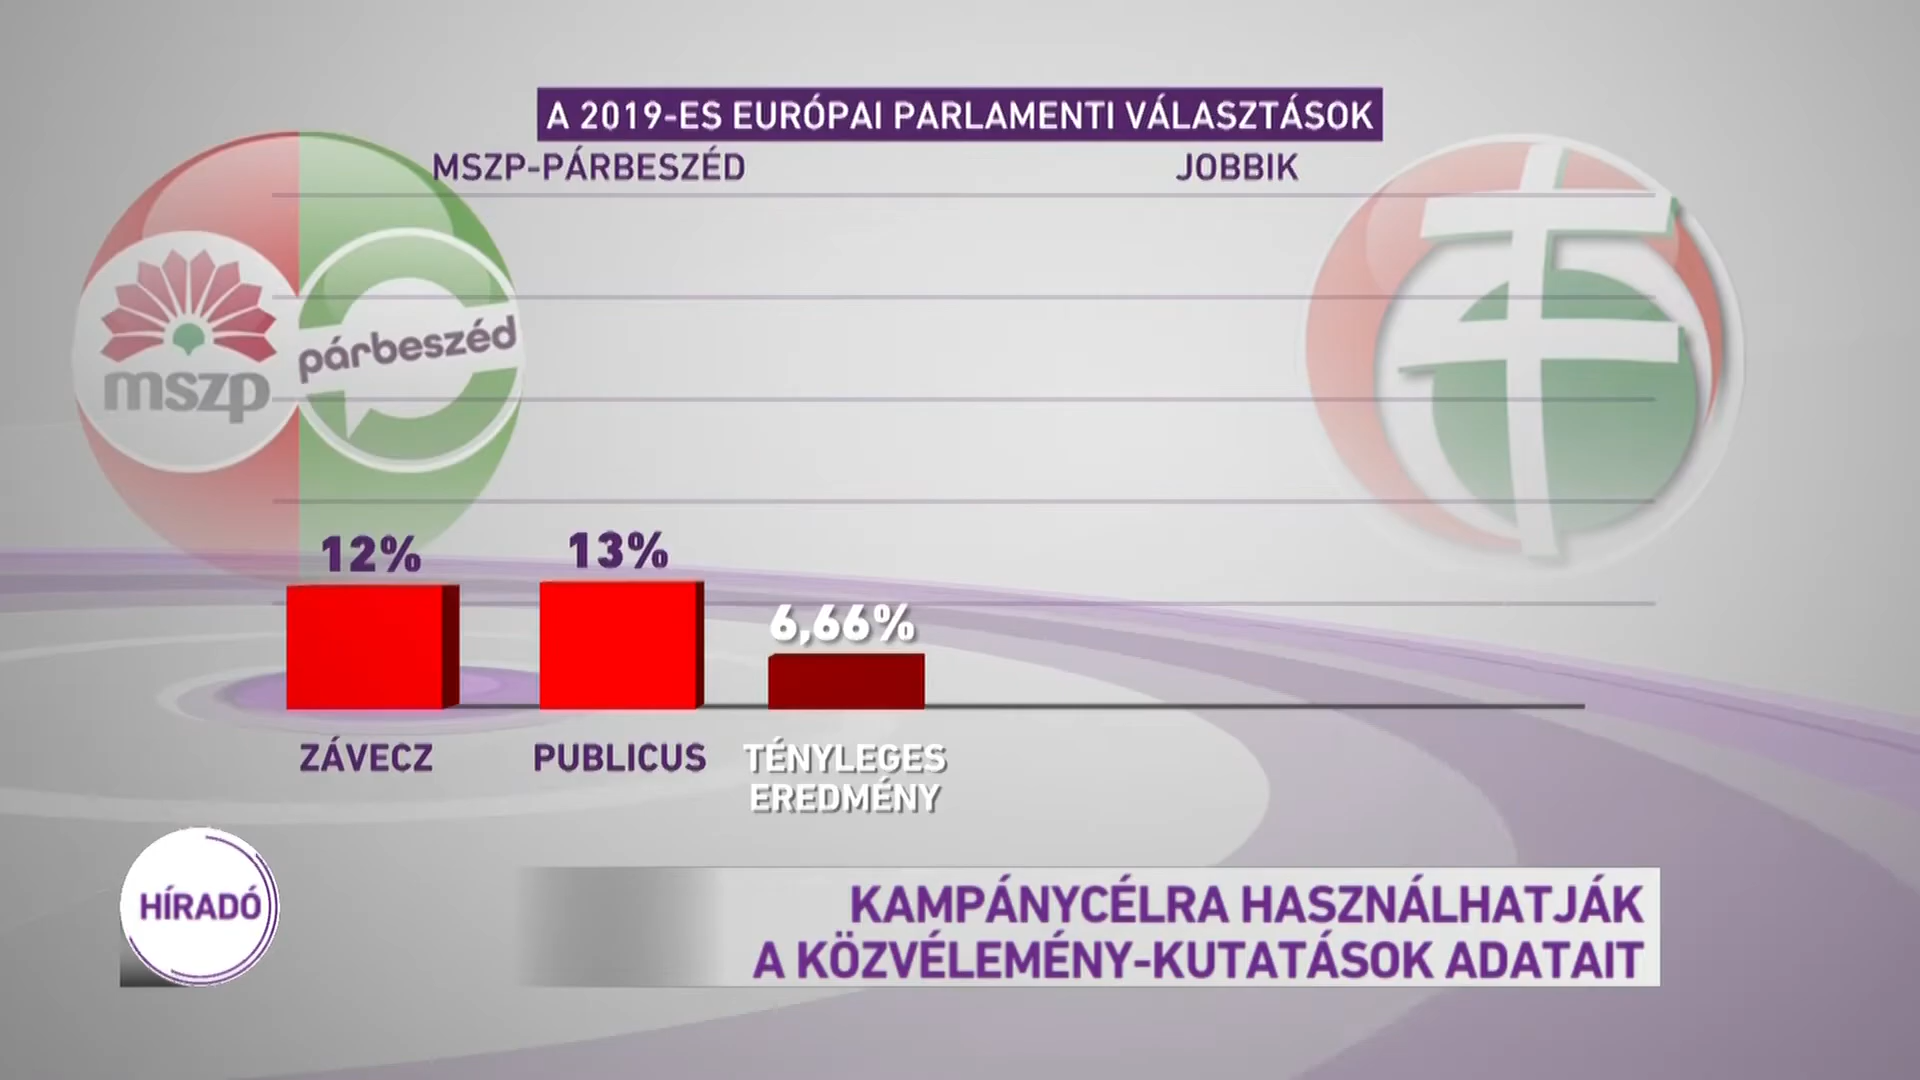 A 2019-ES EURÓPAI PARLAMENTI VÁLASZTÁSOK
MSZP-PÁRBESZÉD
JOBBIK
mszp
párbeszéd
12%
13%
6,66%
ZÁVECZ
PUBLICUS
TÉNYLEGES
EREDMÉNY
HÍRADÓ
KAMPÁNYCÉLRA HASZNÁLHATJÁK
A KÖZVÉLEMÉNY-KUTATÁSOK ADATAIT